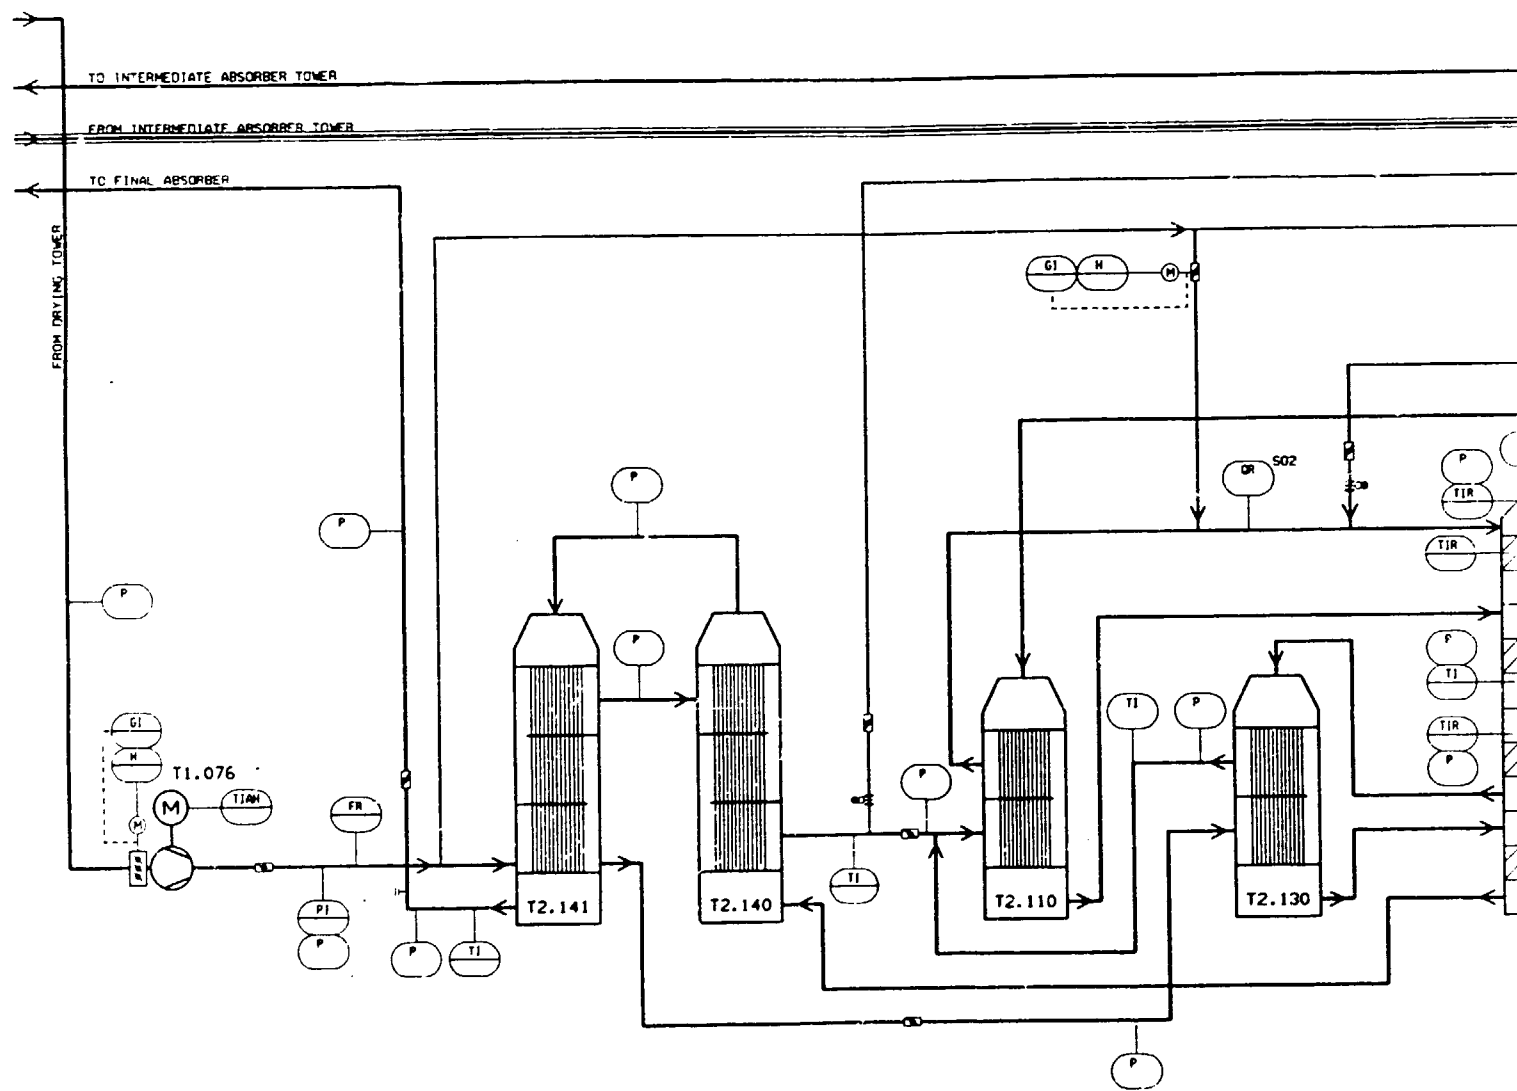 TO INTERMEDIATE ABSORBER TOWER
FROM INTERMEDIATE ABSORBER TOWER
TO FINAL ABSORBER
FROM DRYING TOWER
GI
H
M
P
QR
SO2
P
TIR
P
TIR
P
P
P
TI
TI
P
GI
H
T1.076
TIR
P
P
M
TIAH
FR
M
T2.141
T2.140
TI
T2.110
T2.130
PI
P
P
TI
P